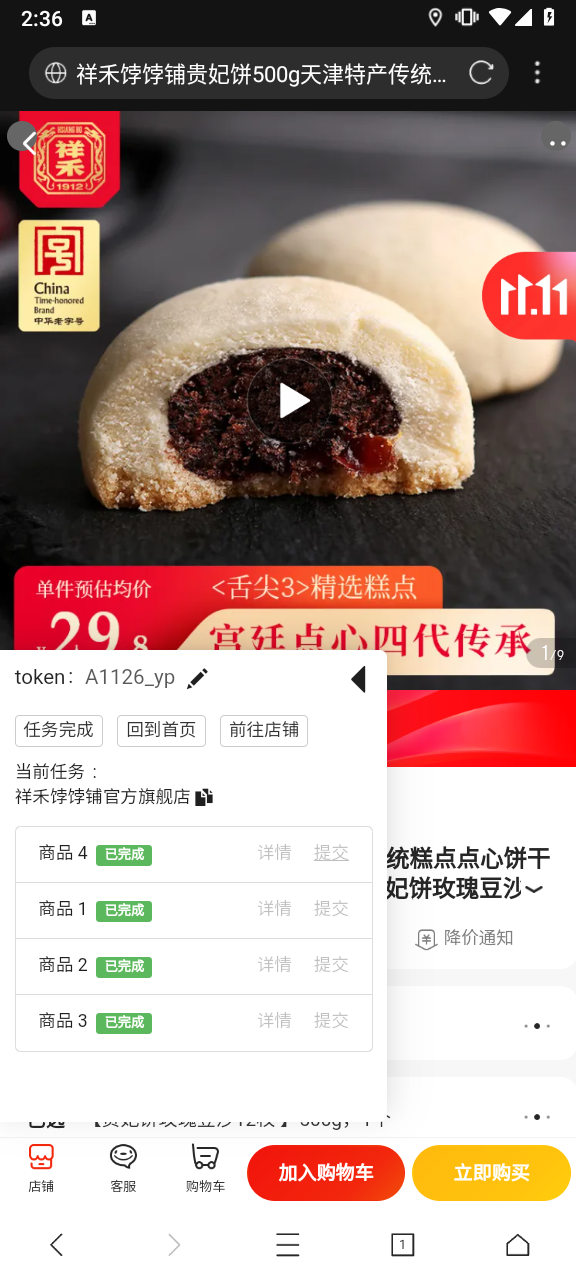 2:36
A
祥禾饽饽铺贵妃饼500g天津特产传统...
XIANG HE
祥禾
1912
China
Time-honored
Brand
中华老字号
11.11
单件预估均价
<舌尖3>精选糕点
29.8
宫廷点心四代传承
1/9
token: A1126_yp
任务完成
回到首页
前往店铺
当前任务 :
祥禾饽饽铺官方旗舰店
商品 4 已完成 详情 提交
商品 1 已完成 详情 提交
商品 2 已完成 详情 提交
商品 3 已完成 详情 提交
统糕点点心饼干
妃饼玫瑰豆沙
降价通知
店铺
客服
购物车
加入购物车
立即购买
1